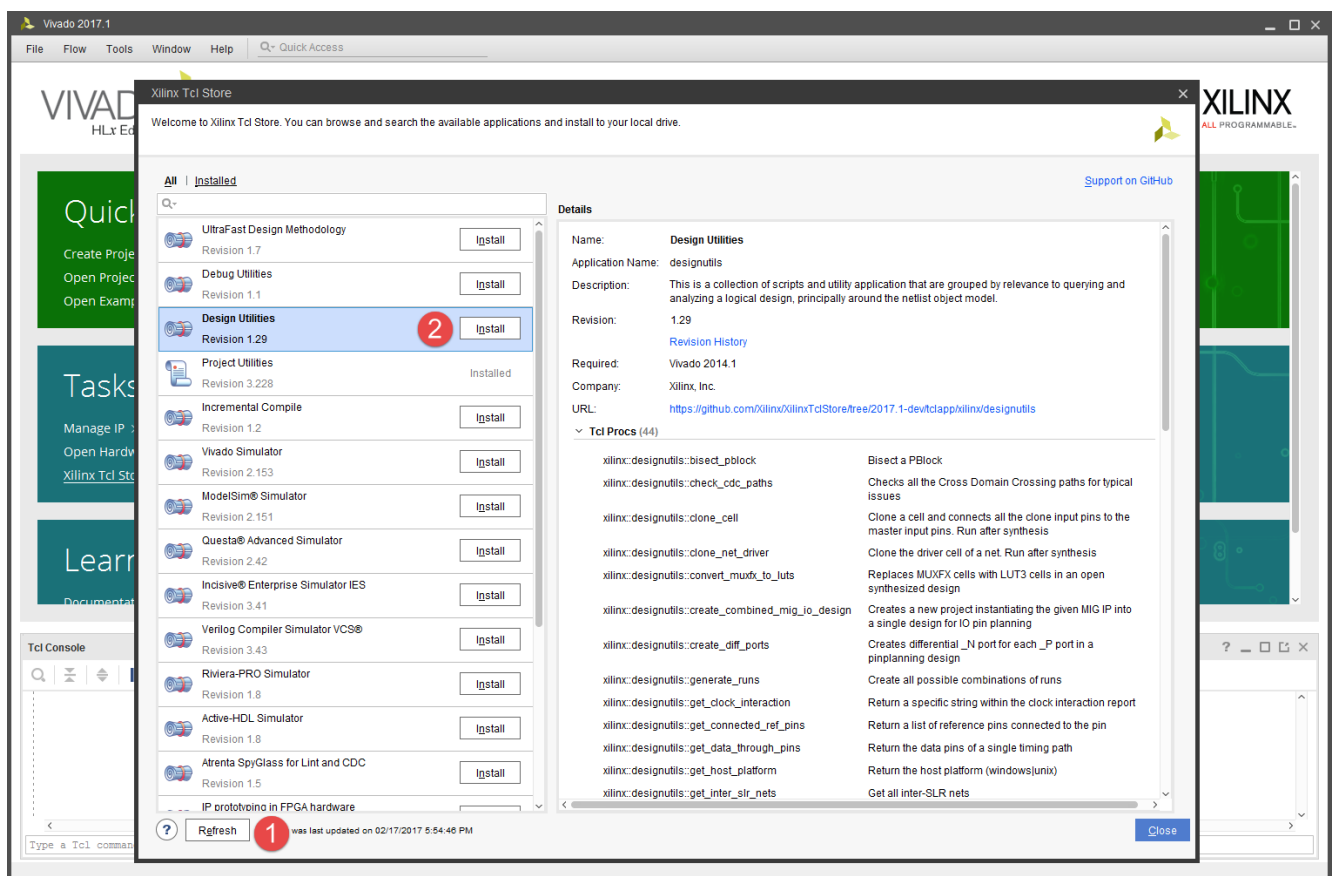 Vivado 2017.1
File Flow Tools Window Help Quick Access
VIVAD
HLx Ed
XILINX
ALL PROGRAMMABLE
Quick
Create Proje
Open Projec
Open Examp
Tasks
Manage IP >
Open Hardw
Xilinx Tcl Sto
Learn
Documentat
Tcl Console
Type a Tcl comman
Xilinx Tcl Store
Welcome to Xilinx Tcl Store. You can browse and search the available applications and install to your local drive.
All | Installed
Support on GitHub
UltraFast Design Methodology
Revision 1.7
Install
Debug Utilities
Revision 1.1
Install
Design Utilities
Revision 1.29
2
Install
Project Utilities
Revision 3.228
Installed
Incremental Compile
Revision 1.2
Install
Vivado Simulator
Revision 2.153
Install
ModelSim® Simulator
Revision 2.151
Install
Questa® Advanced Simulator
Revision 2.42
Install
Incisive® Enterprise Simulator IES
Revision 3.41
Install
Verilog Compiler Simulator VCS®
Revision 3.43
Install
Riviera-PRO Simulator
Revision 1.8
Install
Active-HDL Simulator
Revision 1.8
Install
Atrenta SpyGlass for Lint and CDC
Revision 1.5
Install
IP prototyping in FPGA hardware
Details
Name: Design Utilities
Application Name: designutils
Description: This is a collection of scripts and utility application that are grouped by relevance to querying and
analyzing a logical design, principally around the netlist object model.
Revision: 1.29
Revision History
Required: Vivado 2014.1
Company: Xilinx, Inc.
URL: https://github.com/Xilinx/XilinxTclStore/tree/2017.1-dev/tclapp/xilinx/designutils
Tcl Procs (44)
xilinx::designutils::bisect_pblock Bisect a PBlock
xilinx::designutils::check_cdc_paths Checks all the Cross Domain Crossing paths for typical
issues
xilinx::designutils::clone_cell Clone a cell and connects all the clone input pins to the
master input pins. Run after synthesis
xilinx::designutils::clone_net_driver Clone the driver cell of a net. Run after synthesis
xilinx::designutils::convert_muxfx_to_luts Replaces MUXFX cells with LUT3 cells in an open
synthesized design
xilinx::designutils::create_combined_mig_io_design Creates a new project instantiating the given MIG IP into
a single design for IO pin planning
xilinx::designutils::create_diff_ports Creates differential _N port for each _P port in a
pinplanning design
xilinx::designutils::generate_runs Create all possible combinations of runs
xilinx::designutils::get_clock_interaction Return a specific string within the clock interaction report
xilinx::designutils::get_connected_ref_pins Return a list of reference pins connected to the pin
xilinx::designutils::get_data_through_pins Return the data pins of a single timing path
xilinx::designutils::get_host_platform Return the host platform (windows|unix)
xilinx::designutils::get_inter_slr_nets Get all inter-SLR nets
? Refresh 1 was last updated on 02/17/2017 5:54:46 PM
Close